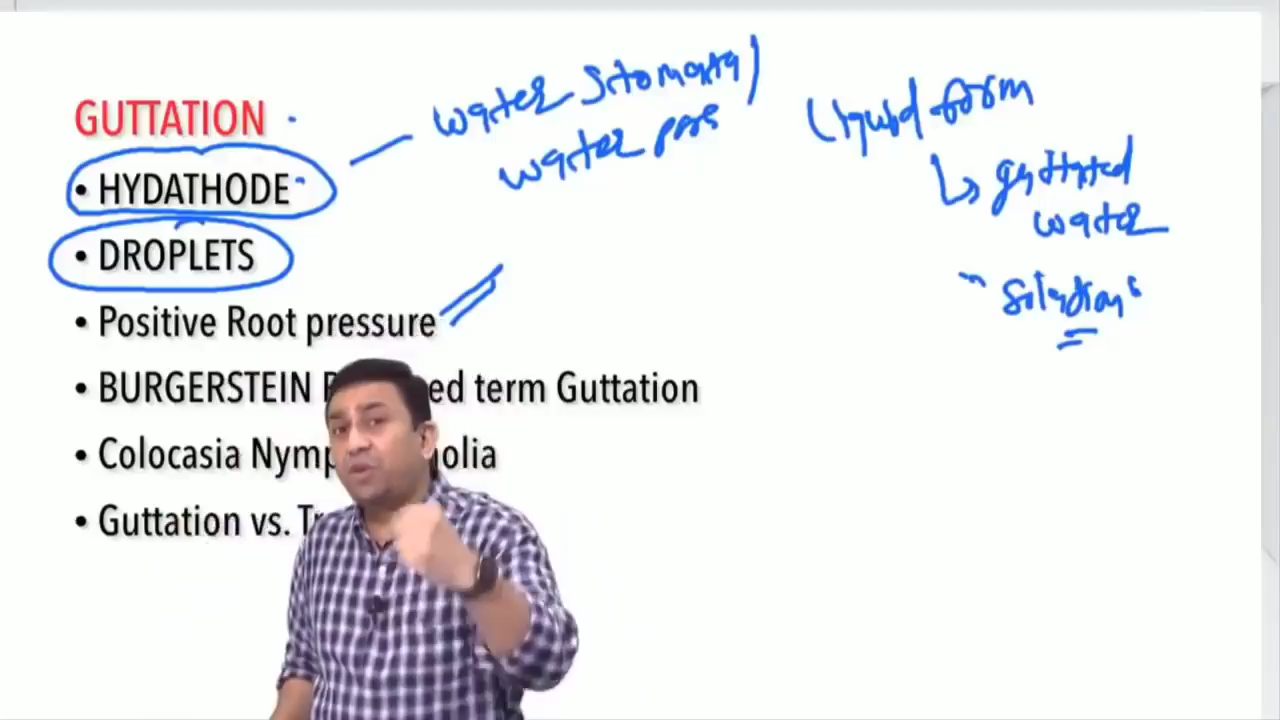 GUTTATION
• HYDATHODE
• DROPLETS
• Positive Root pressure
• BURGERSTEIN ed term Guttation
• Colocasia Nymp olia
• Guttation vs. Tr
water stomata/
water pore
Liquid form
↳ guttated
water
"solution"